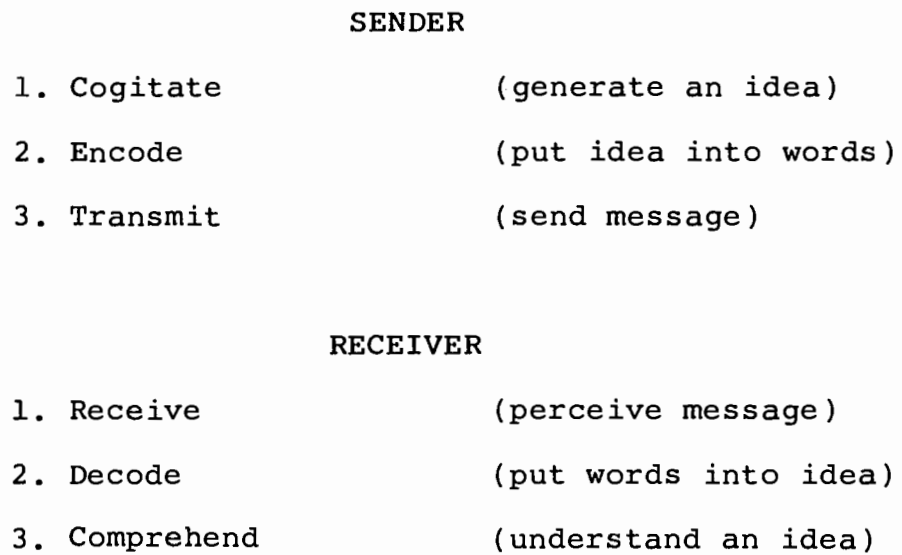 SENDER
1. Cogitate (generate an idea)
2. Encode (put idea into words)
3. Transmit (send message)
RECEIVER
1. Receive (perceive message)
2. Decode (put words into idea)
3. Comprehend (understand an idea)